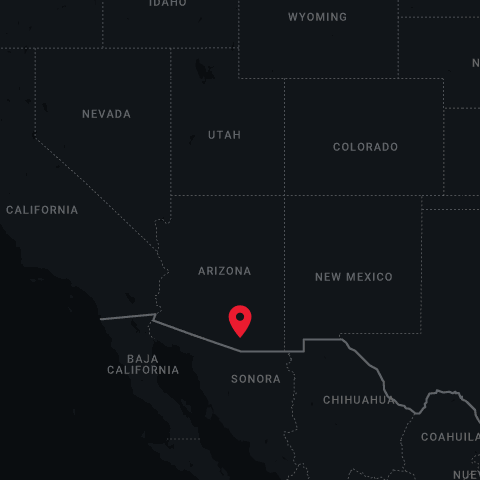 IDAHO
WYOMING
N
NEVADA
UTAH
COLORADO
CALIFORNIA
ARIZONA
NEW MEXICO
BAJA
CALIFORNIA
SONORA
CHIHUAHUA
COAHUILA
NUEV